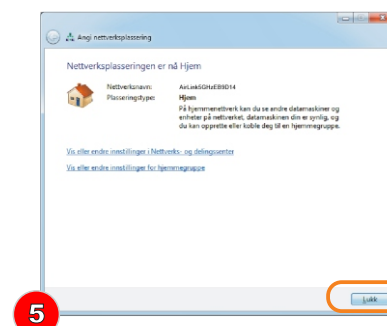 Angi nettverksplassering
Nettverksplasseringen er nå Hjem
Nettverksnavn: AirLink5GHzEB9D14
Plasseringstype: Hjem
På hjemmenettverk kan du se andre datamaskiner og
enheter på nettverket, datamaskinen din er synlig, og
du kan opprette eller koble deg til en hjemmegruppe.
Vis eller endre innstillinger i Nettverks- og delingssenter
Vis eller endre innstillinger for hjemmegruppe
Lukk
5